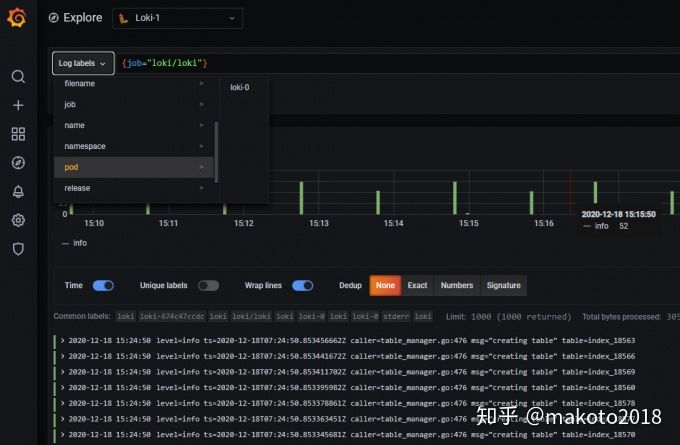 Explore Loki-1
Log labels {job="loki/loki"}
filename > loki-0
job >
name >
namespace >
pod >
release >
15:10 15:11 15:12 15:13 15:14 15:15 15:16
2020-12-18 15:15:50
info 52
info
Time Unique labels Wrap lines Dedup None Exact Numbers Signature
Common labels: loki loki-674c47ccdc loki loki/loki loki loki-0 loki loki-0 stderr loki Limit: 1000 (1000 returned) Total bytes processed: 305
> 2020-12-18 15:24:50 level=info ts=2020-12-18T07:24:50.853456662Z caller=table_manager.go:476 msg="creating table" table=index_18563
> 2020-12-18 15:24:50 level=info ts=2020-12-18T07:24:50.853441672Z caller=table_manager.go:476 msg="creating table" table=index_18566
> 2020-12-18 15:24:50 level=info ts=2020-12-18T07:24:50.853411702Z caller=table_manager.go:476 msg="creating table" table=index_18569
> 2020-12-18 15:24:50 level=info ts=2020-12-18T07:24:50.853395982Z caller=table_manager.go:476 msg="creating table" table=index_18560
> 2020-12-18 15:24:50 level=info ts=2020-12-18T07:24:50.853378861Z caller=table_manager.go:476 msg="creating table" table=index_18578
> 2020-12-18 15:24:50 level=info ts=2020-12-18T07:24:50.853363451Z caller=table_manager.go:476
> 2020-12-18 15:24:50 level=info ts=2020-12-18T07:24:50.853345681Z caller=table_manager.go:476 msg="creating table" table=index_18570
知乎 @makoto2018